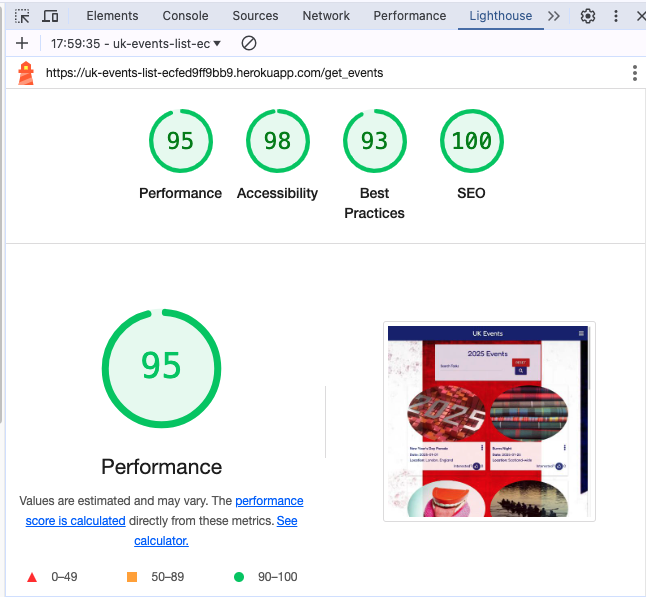 Elements Console Sources Network Performance Lighthouse
17:59:35 - uk-events-list-ec
https://uk-events-list-ecfed9ff9bb9.herokuapp.com/get_events
95 98 93 100
Performance Accessibility Best Practices SEO
95
Performance
Values are estimated and may vary. The performance
score is calculated directly from these metrics. See
calculator.
0–49 50–89 90–100
UK Events
2025 Events
Search Events
RESET
2025
New Year's Day Parade
Date: 2025-01-01
Location: London, England
Interested?
Burns Night
Date: 2025-01-25
Location: Scotland-wide
Interested?